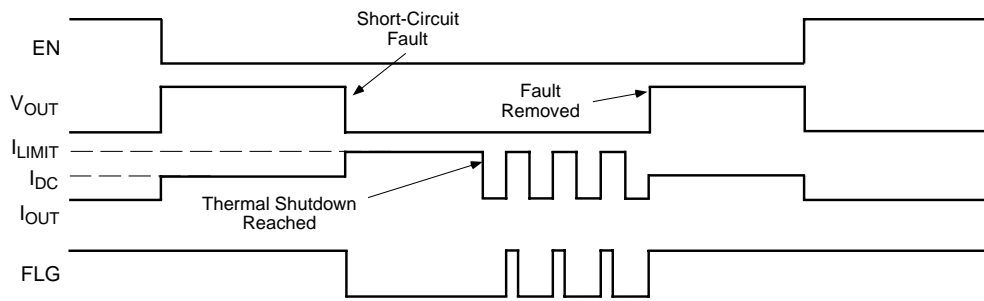 Short-Circuit
Fault
EN
Fault
Removed
VOUT
ILIMIT
IDC
Thermal Shutdown
Reached
IOUT
FLG